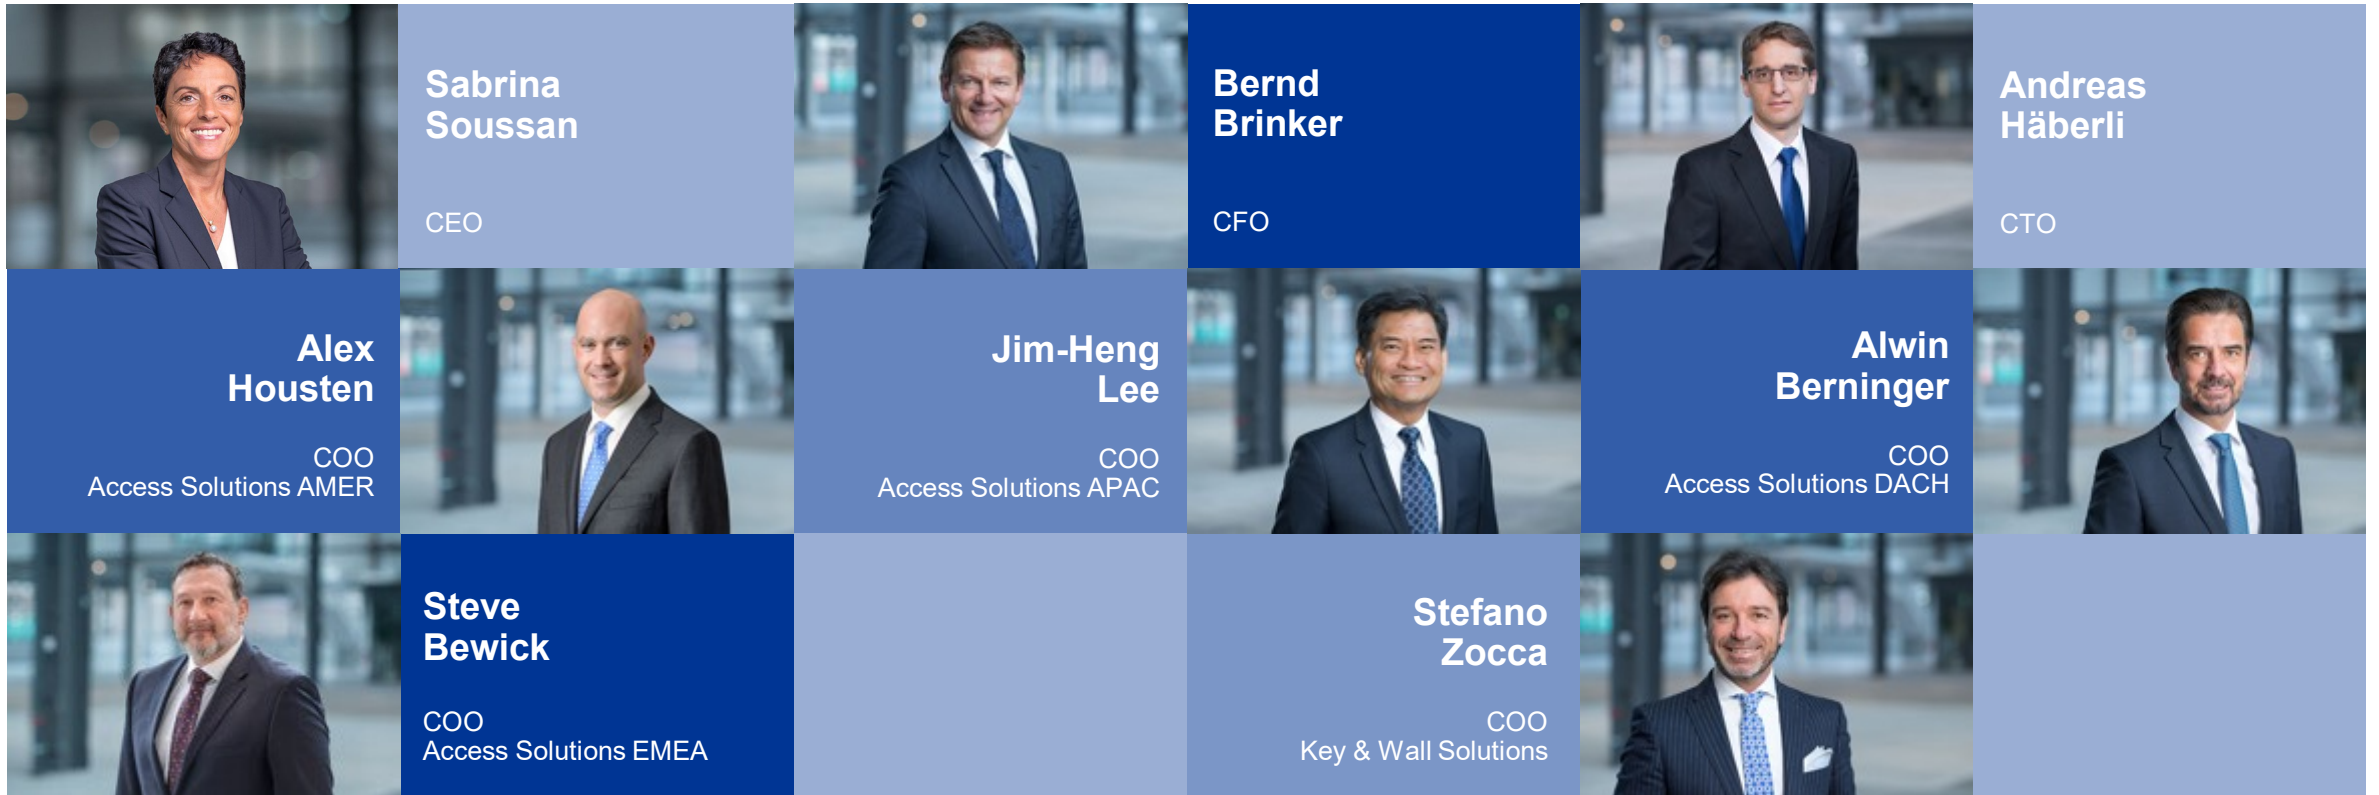 Sabrina
Soussan
CEO
Bernd
Brinker
CFO
Andreas
Häberli
CTO
Alex
Housten
COO
Access Solutions AMER
Jim-Heng
Lee
COO
Access Solutions APAC
Alwin
Berninger
COO
Access Solutions DACH
Steve
Bewick
COO
Access Solutions EMEA
Stefano
Zocca
COO
Key & Wall Solutions